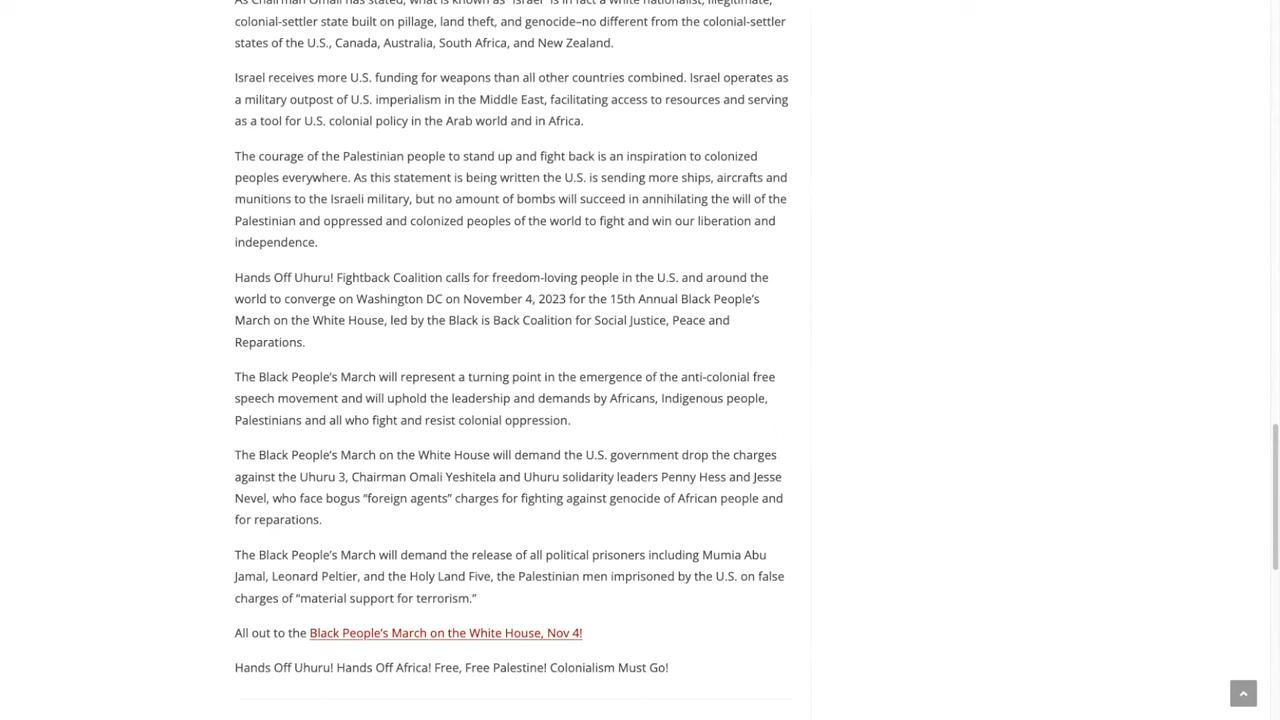 As Chairman Omali has stated, what is known as “Israel” is in fact a white nationalist, illegitimate,
colonial-settler state built on pillage, land theft, and genocide–no different from the colonial-settler
states of the U.S., Canada, Australia, South Africa, and New Zealand.
Israel receives more U.S. funding for weapons than all other countries combined. Israel operates as
a military outpost of U.S. imperialism in the Middle East, facilitating access to resources and serving
as a tool for U.S. colonial policy in the Arab world and in Africa.
The courage of the Palestinian people to stand up and fight back is an inspiration to colonized
peoples everywhere. As this statement is being written the U.S. is sending more ships, aircrafts and
munitions to the Israeli military, but no amount of bombs will succeed in annihilating the will of the
Palestinian and oppressed and colonized peoples of the world to fight and win our liberation and
independence.
Hands Off Uhuru! Fightback Coalition calls for freedom-loving people in the U.S. and around the
world to converge on Washington DC on November 4, 2023 for the 15th Annual Black People’s
March on the White House, led by the Black is Back Coalition for Social Justice, Peace and
Reparations.
The Black People’s March will represent a turning point in the emergence of the anti-colonial free
speech movement and will uphold the leadership and demands by Africans, Indigenous people,
Palestinians and all who fight and resist colonial oppression.
The Black People’s March on the White House will demand the U.S. government drop the charges
against the Uhuru 3, Chairman Omali Yeshitela and Uhuru solidarity leaders Penny Hess and Jesse
Nevel, who face bogus “foreign agents” charges for fighting against genocide of African people and
for reparations.
The Black People’s March will demand the release of all political prisoners including Mumia Abu
Jamal, Leonard Peltier, and the Holy Land Five, the Palestinian men imprisoned by the U.S. on false
charges of “material support for terrorism.”
All out to the Black People’s March on the White House, Nov 4!
Hands Off Uhuru! Hands Off Africa! Free, Free Palestine! Colonialism Must Go!